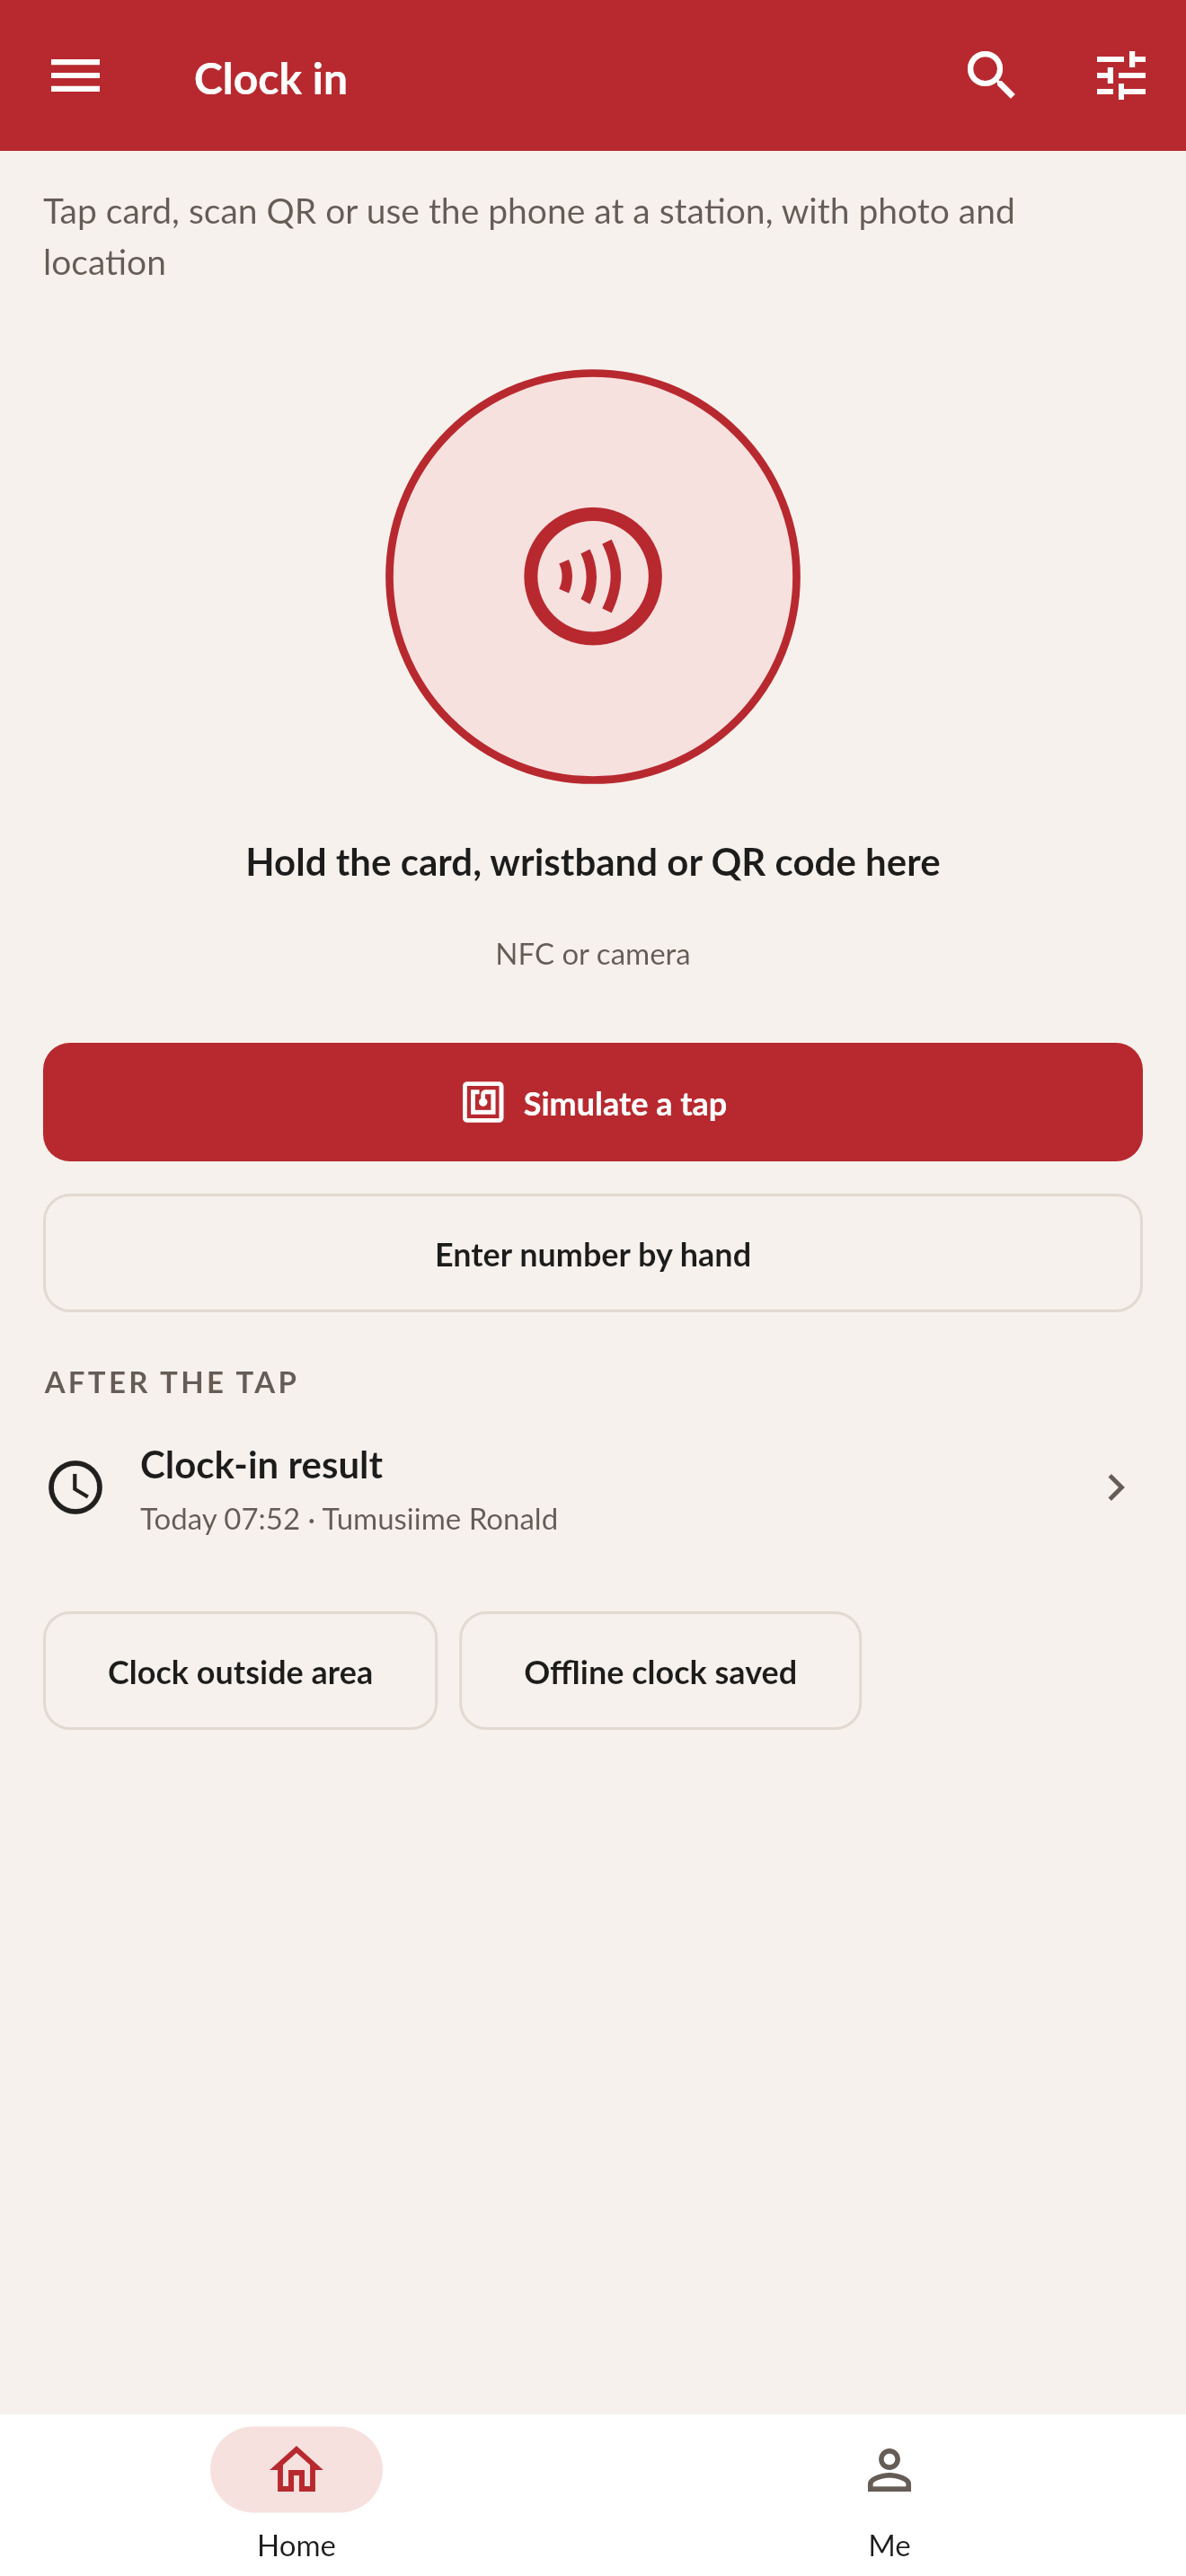 Clock in
Tap card, scan QR or use the phone at a station, with photo and
location
Hold the card, wristband or QR code here
NFC or camera
Simulate a tap
Enter number by hand
AFTER THE TAP
Clock-in result
Today 07:52 · Tumusiime Ronald
Clock outside area
Offline clock saved
Home
Me